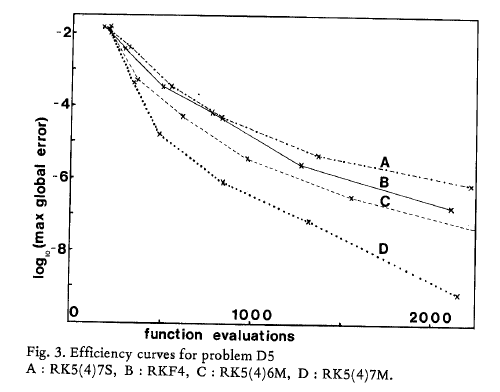 -2
-4
-6
-8
log₁₀ (max global error)
A
B
C
D
0
1000
2000
function evaluations
Fig. 3. Efficiency curves for problem D5
A : RK5(4)7S, B : RKF4, C : RK5(4)6M, D : RK5(4)7M.